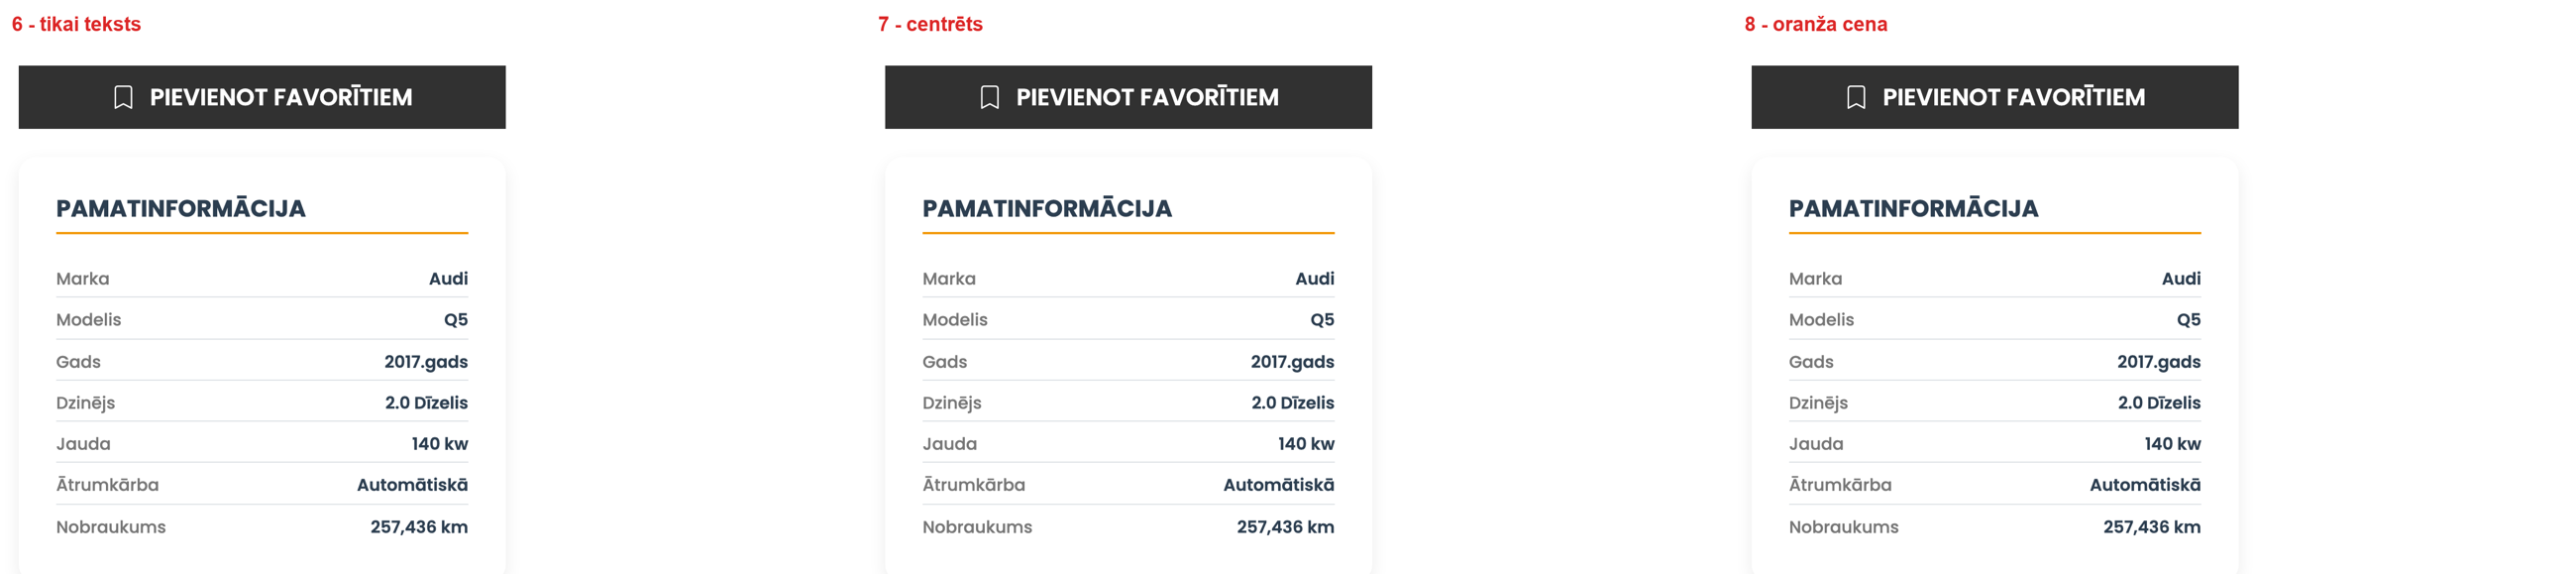 6 - tikai teksts
PIEVIENOT FAVORĪTIEM
PAMATINFORMĀCIJA
Marka Audi
Modelis Q5
Gads 2017.gads
Dzinējs 2.0 Dīzelis
Jauda 140 kw
Ātrumkārba Automātiskā
Nobraukums 257,436 km
7 - centrēts
PIEVIENOT FAVORĪTIEM
PAMATINFORMĀCIJA
Marka Audi
Modelis Q5
Gads 2017.gads
Dzinējs 2.0 Dīzelis
Jauda 140 kw
Ātrumkārba Automātiskā
Nobraukums 257,436 km
8 - oranža cena
PIEVIENOT FAVORĪTIEM
PAMATINFORMĀCIJA
Marka Audi
Modelis Q5
Gads 2017.gads
Dzinējs 2.0 Dīzelis
Jauda 140 kw
Ātrumkārba Automātiskā
Nobraukums 257,436 km